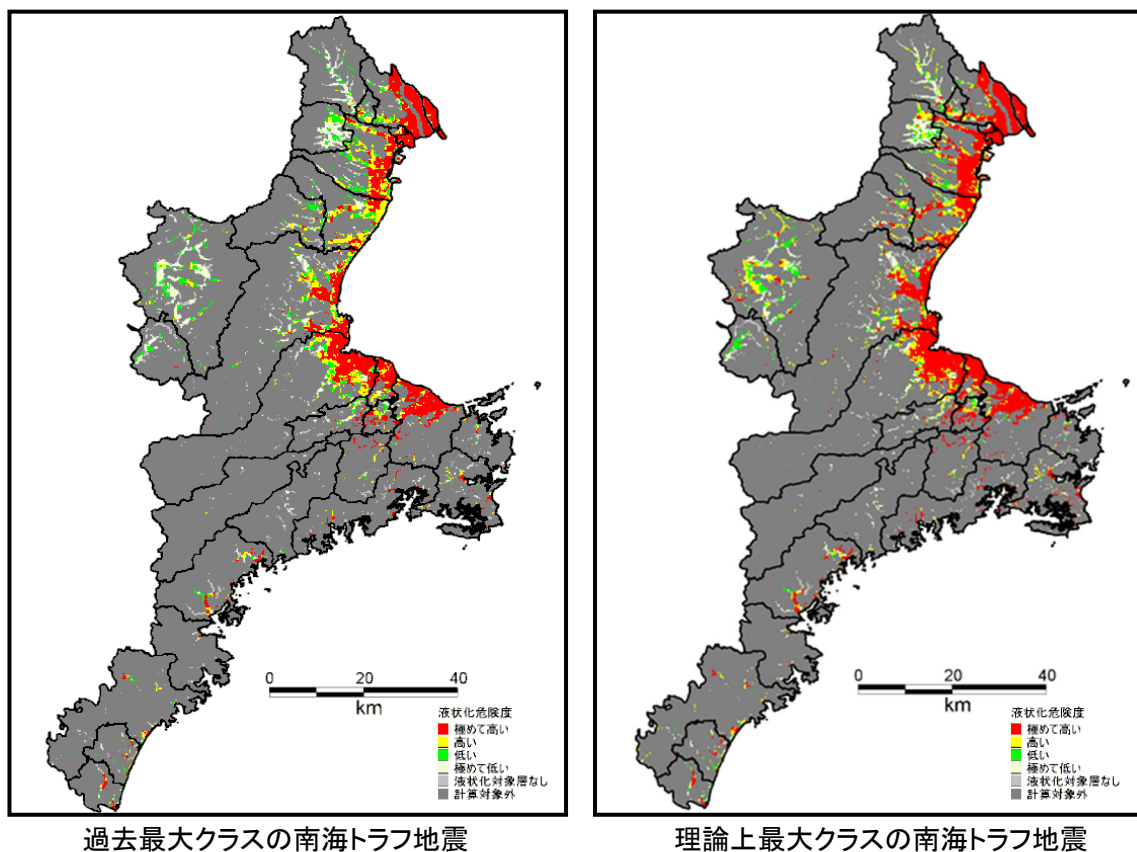 0 20 40
km
液状化危険度
極めて高い
高い
低い
極めて低い
液状化対象層なし
計算対象外
過去最大クラスの南海トラフ地震
0 20 40
km
液状化危険度
極めて高い
高い
低い
極めて低い
液状化対象層なし
計算対象外
理論上最大クラスの南海トラフ地震